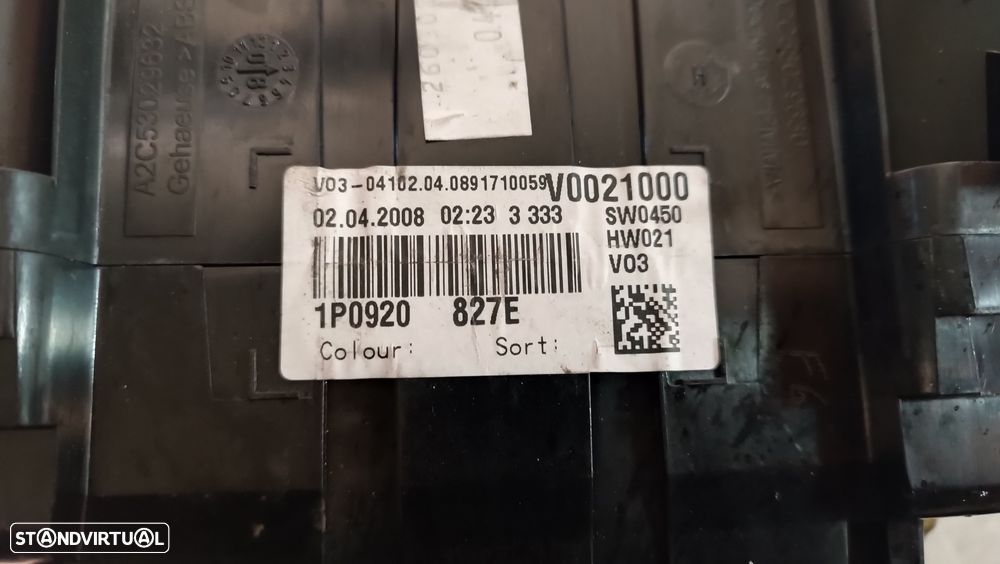 A2C53029632
Gehaeuse >ABS
V03-04102.04.0891710059 V0021000
02.04.2008 02:23 3 333 SW0450
HW021
V03
1P0920 827E
Colour: Sort:
STANDVIRTUAL